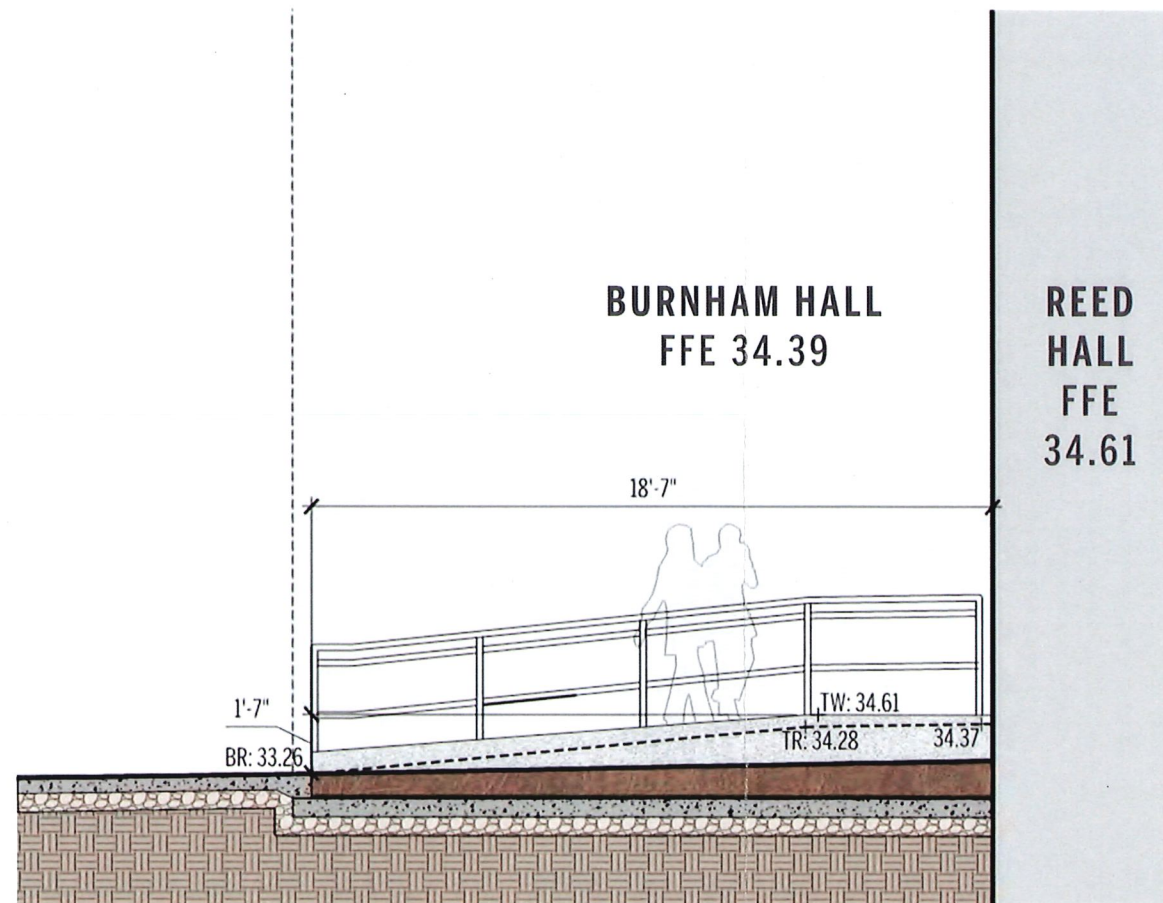 BURNHAM HALL
FFE 34.39
REED
HALL
FFE
34.61
18'-7"
1'-7"
TW: 34.61
BR: 33.26
TR: 34.28
34.37